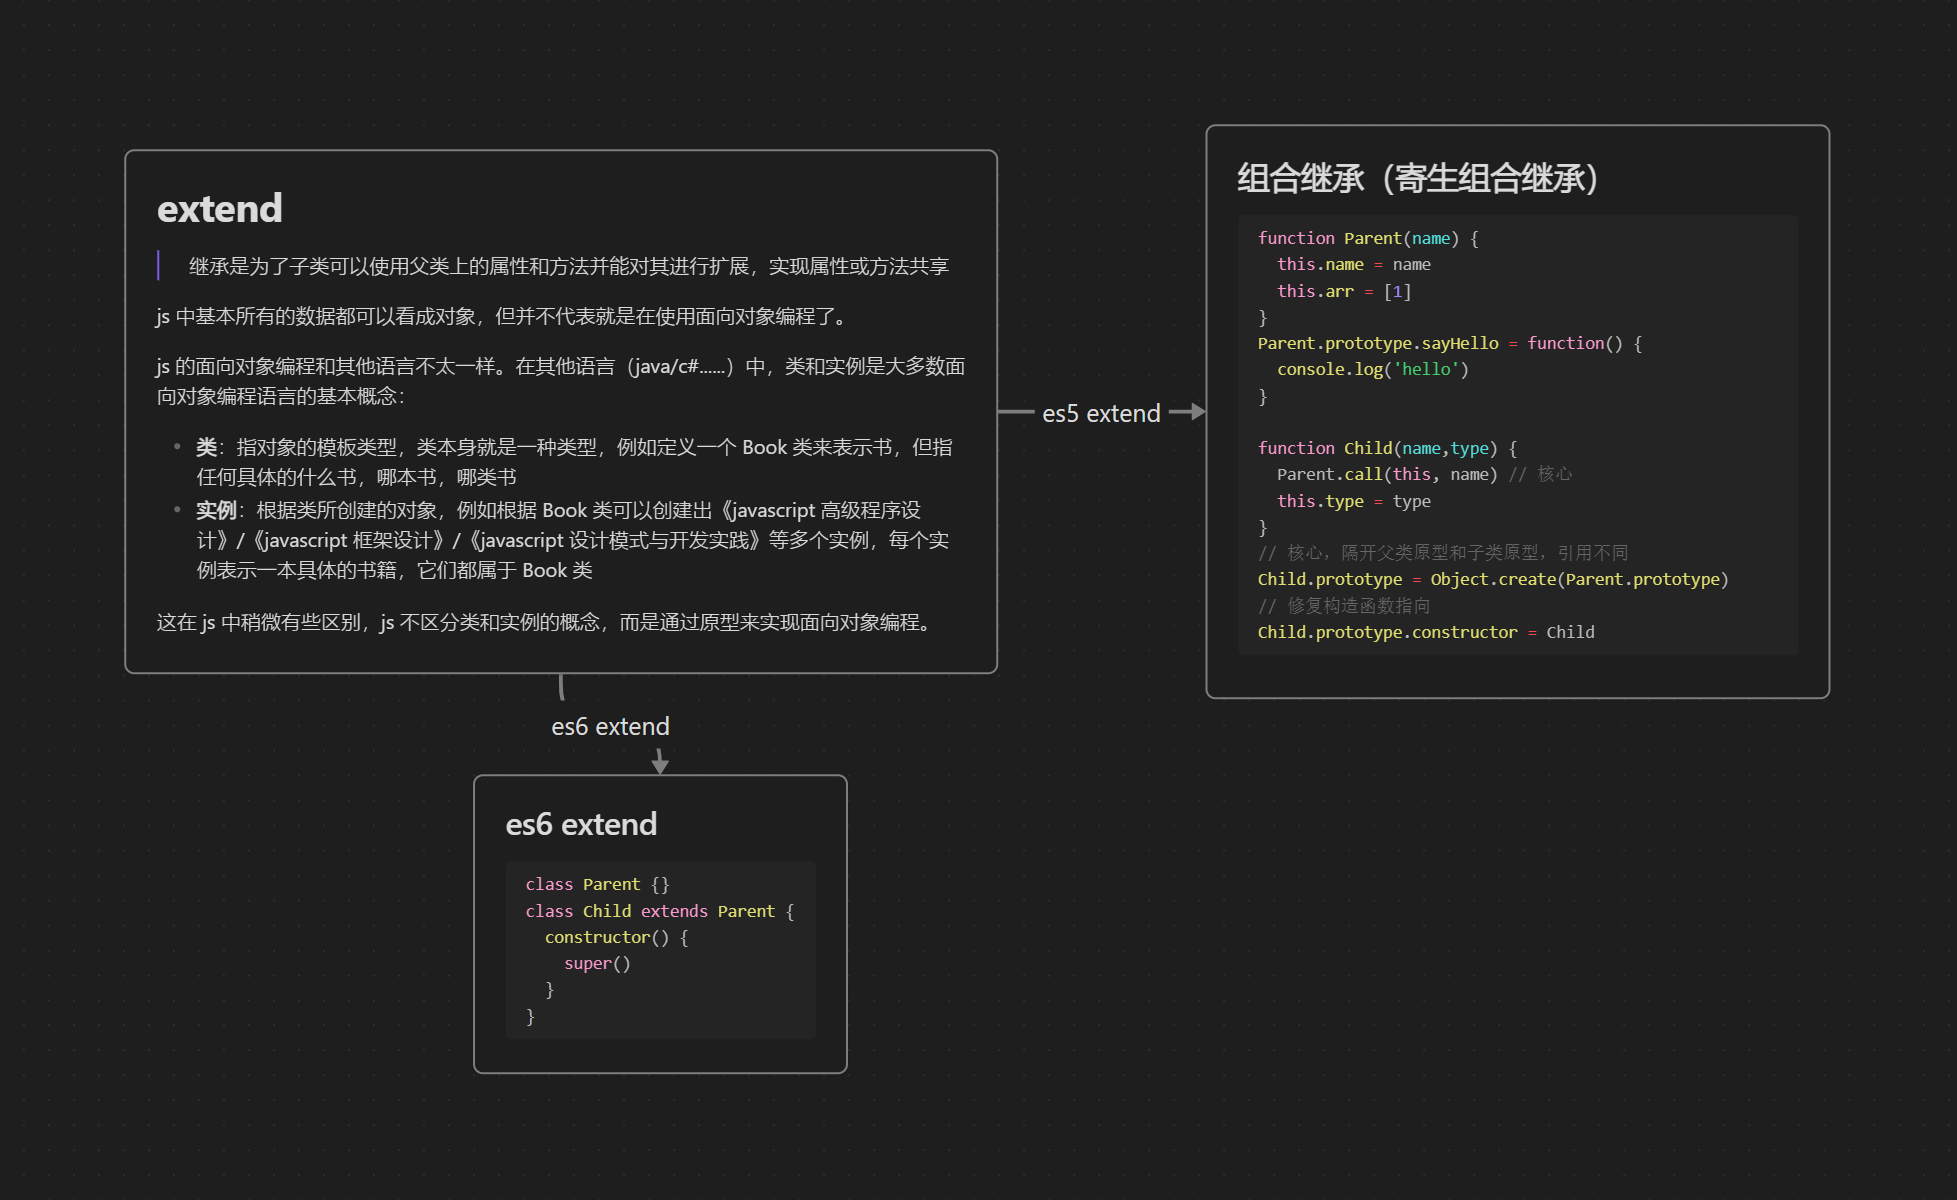 extend
继承是为了子类可以使用父类上的属性和方法并能对其进行扩展，实现属性或方法共享
js 中基本所有的数据都可以看成对象，但并不代表就是在使用面向对象编程了。
js 的面向对象编程和其他语言不太一样。在其他语言（java/c#......）中，类和实例是大多数面
向对象编程语言的基本概念：
• 类：指对象的模板类型，类本身就是一种类型，例如定义一个 Book 类来表示书，但指
任何具体的什么书，哪本书，哪类书
• 实例：根据类所创建的对象，例如根据 Book 类可以创建出《javascript 高级程序设
计》/《javascript 框架设计》/《javascript 设计模式与开发实践》等多个实例，每个实
例表示一本具体的书籍，它们都属于 Book 类
这在 js 中稍微有些区别，js 不区分类和实例的概念，而是通过原型来实现面向对象编程。
es5 extend
组合继承（寄生组合继承）
function Parent(name) {
  this.name = name
  this.arr = [1]
}
Parent.prototype.sayHello = function() {
  console.log('hello')
}
function Child(name,type) {
  Parent.call(this, name) // 核心
  this.type = type
}
// 核心，隔开父类原型和子类原型，引用不同
Child.prototype = Object.create(Parent.prototype)
// 修复构造函数指向
Child.prototype.constructor = Child
es6 extend
es6 extend
class Parent {}
class Child extends Parent {
  constructor() {
    super()
  }
}